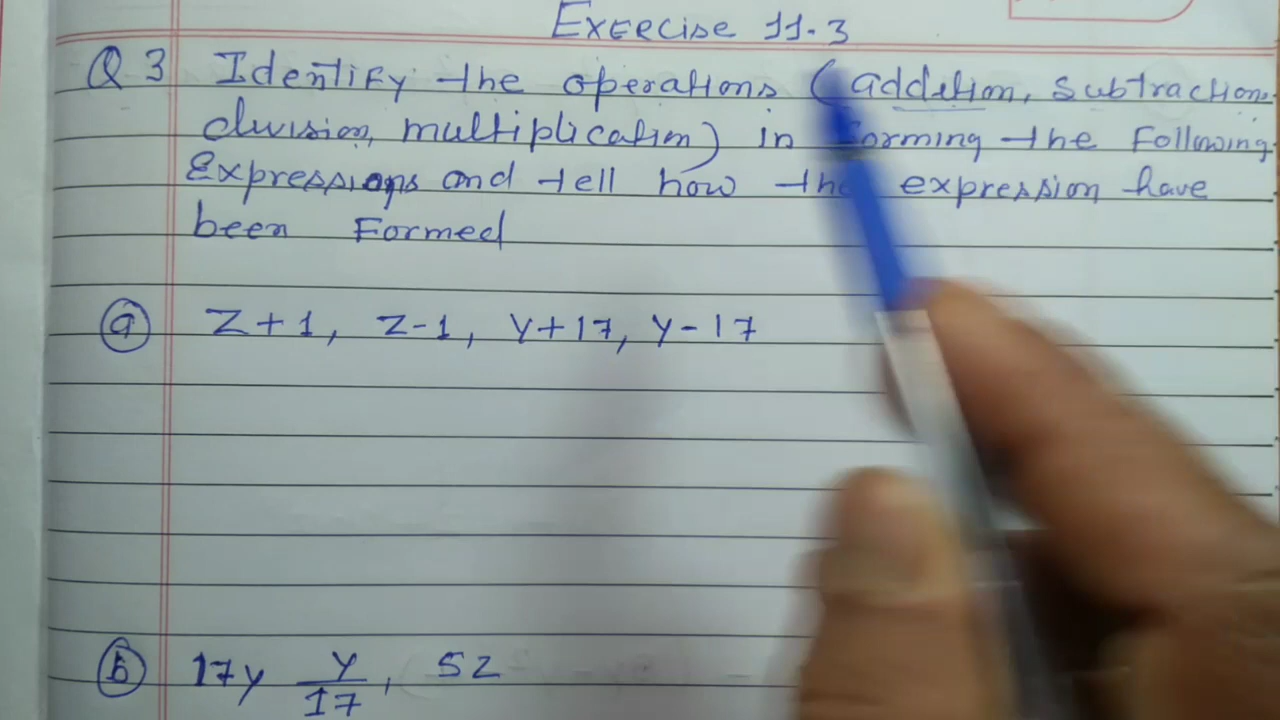 Exercise 11.3
Q 3 Identify the operations (addition, subtraction,
division, multiplication) in forming the following
Expressions and tell how the expression have
been Formed
(a) Z+1, Z-1, Y+17, Y-17
(b) 17y y/17, 5z